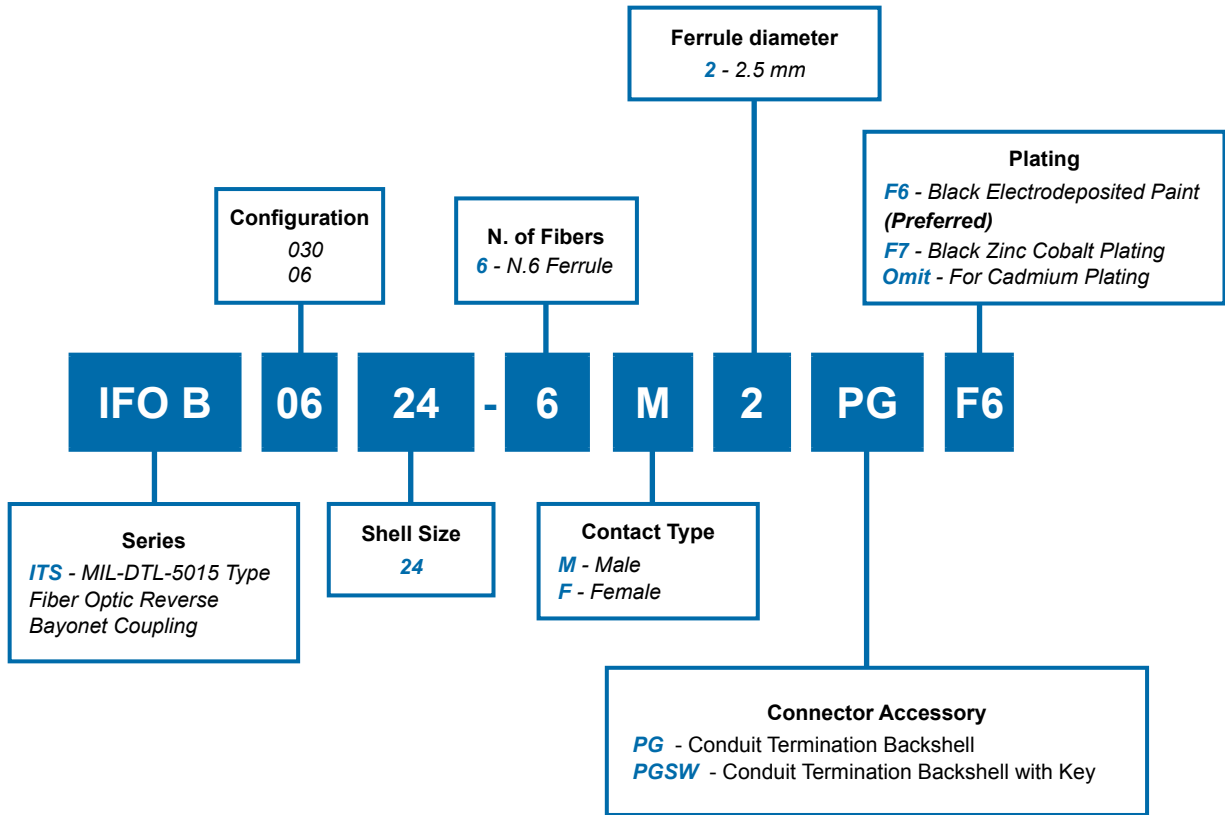 Ferrule diameter
2 - 2.5 mm
Plating
F6 - Black Electrodeposited Paint
(Preferred)
F7 - Black Zinc Cobalt Plating
Omit - For Cadmium Plating
Configuration
030
06
N. of Fibers
6 - N.6 Ferrule
IFO B 06 24 - 6 M 2 PG F6
Series
ITS - MIL-DTL-5015 Type
Fiber Optic Reverse
Bayonet Coupling
Shell Size
24
Contact Type
M - Male
F - Female
Connector Accessory
PG - Conduit Termination Backshell
PGSW - Conduit Termination Backshell with Key